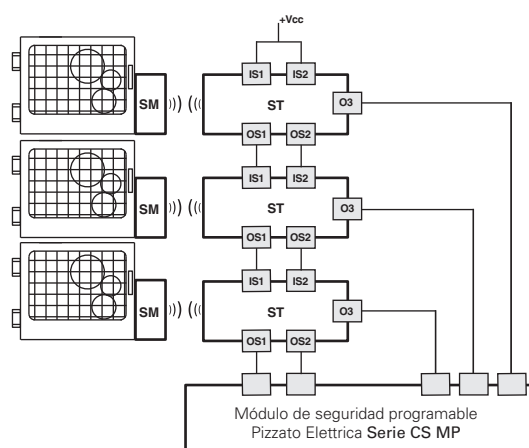 +Vcc
IS1 IS2
SM ST O3
OS1 OS2
IS1 IS2
SM ST O3
OS1 OS2
IS1 IS2
SM ST O3
OS1 OS2
Módulo de seguridad programable
Pizzato Elettrica Serie CS MP